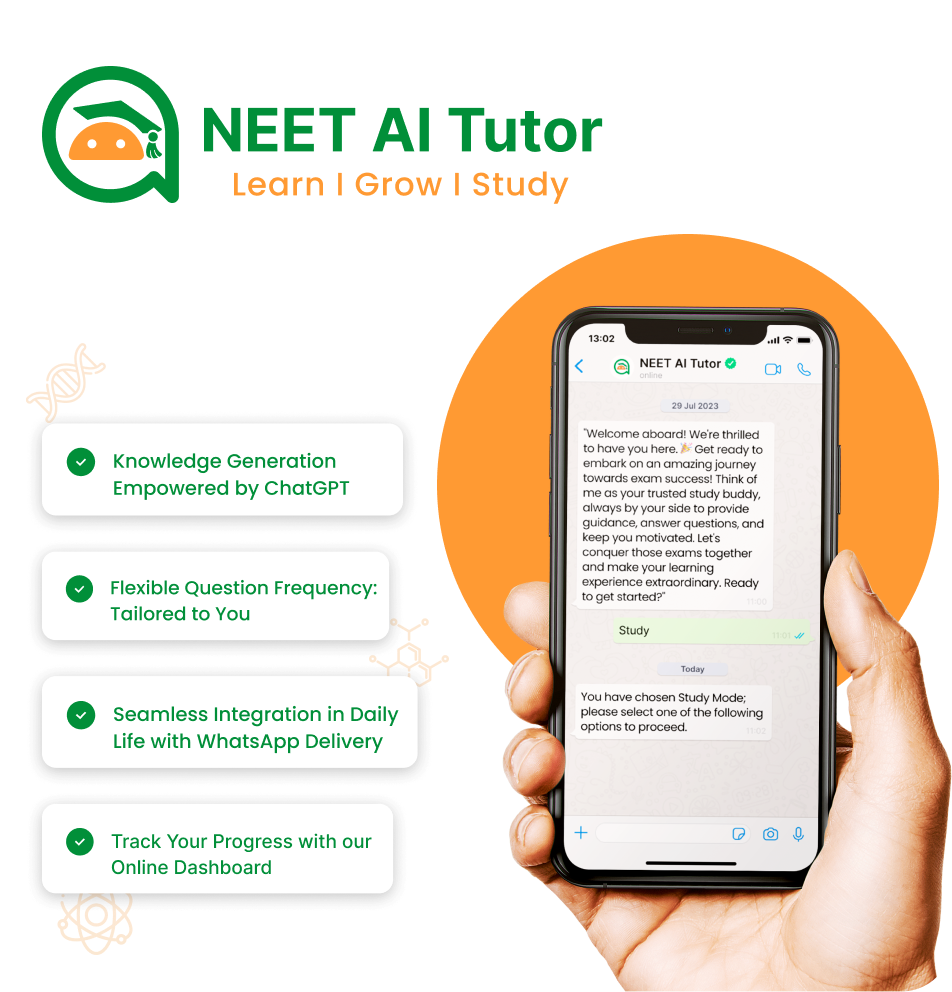 NEET AI Tutor
Learn I Grow I Study
Knowledge Generation
Empowered by ChatGPT
Flexible Question Frequency:
Tailored to You
Seamless Integration in Daily
Life with WhatsApp Delivery
Track Your Progress with our
Online Dashboard
13:02
NEET AI Tutor
online
29 Jul 2023
"Welcome aboard! We're thrilled
to have you here. 🎉 Get ready to
embark on an amazing journey
towards exam success! Think of
me as your trusted study buddy,
always by your side to provide
guidance, answer questions, and
keep you motivated. Let's
conquer those exams together
and make your learning
experience extraordinary. Ready
to get started?"
11:00
Study
11:01
Today
You have chosen Study Mode;
please select one of the following
options to proceed.
11:02